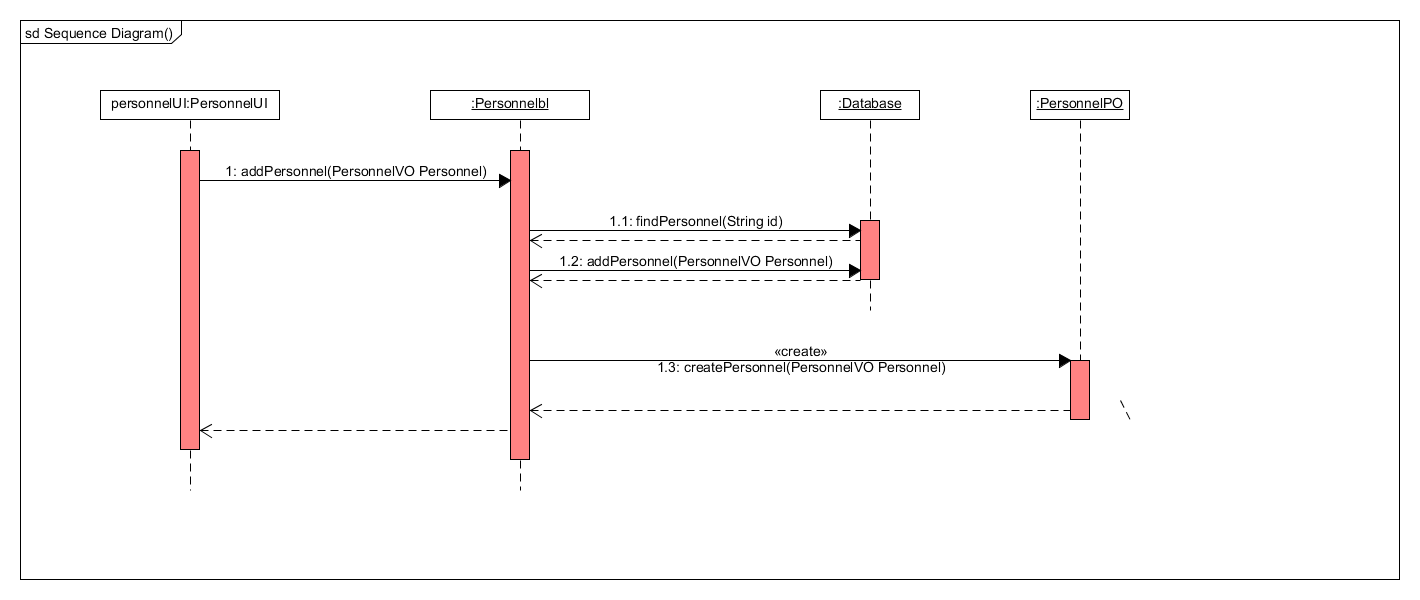 sd Sequence Diagram()
personnelUI:PersonnelUI
:Personnelbl
:Database
:PersonnelPO
1: addPersonnel(PersonnelVO Personnel)
1.1: findPersonnel(String id)
1.2: addPersonnel(PersonnelVO Personnel)
«create»
1.3: createPersonnel(PersonnelVO Personnel)